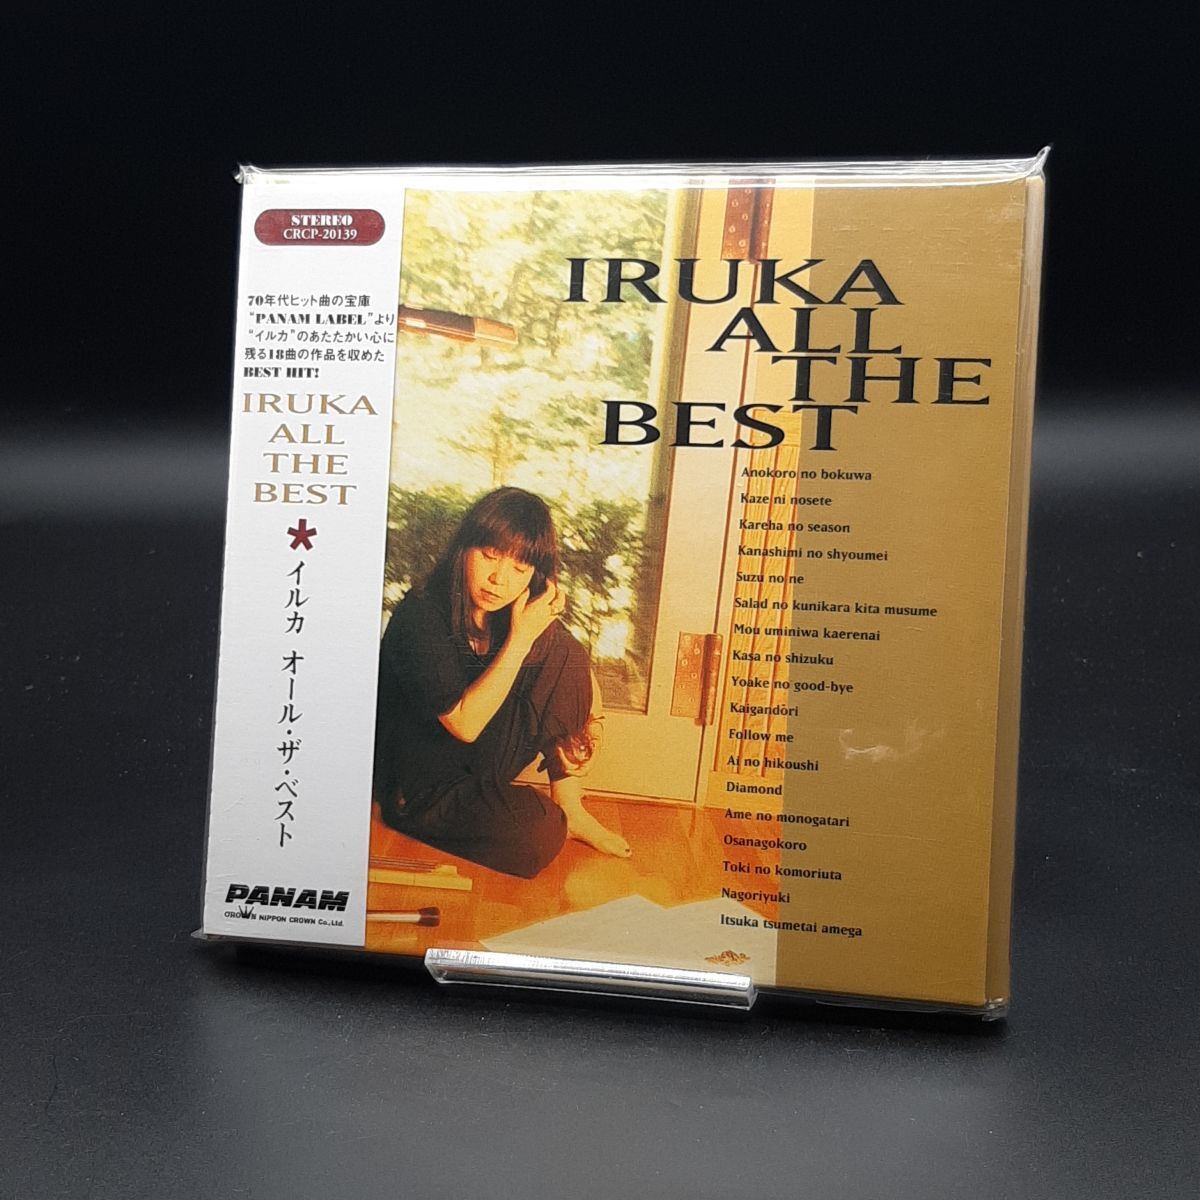 STEREO
CRCP-20139
70年代ヒット曲の宝庫
“PANAM LABEL”より
“イルカ”のあたたかい心に
残る18曲の作品を収めた
BEST HIT!
IRUKA
ALL
THE
BEST
*
イルカ オール・ザ・ベスト
PANAM
CROWN NIPPON CROWN Co.,Ltd.
IRUKA
ALL
THE
BEST
Anokoro no bokuwa
Kaze ni nosete
Kareha no season
Kanashimi no shyoumei
Suzu no ne
Salad no kunikara kita musume
Mou uminiwa kaerenai
Kasa no shizuku
Yoake no good-bye
Kaigandori
Follow me
Ai no hikoushi
Diamond
Ame no monogatari
Osanagokoro
Toki no komoriuta
Nagoriyuki
Itsuka tsumetai amega